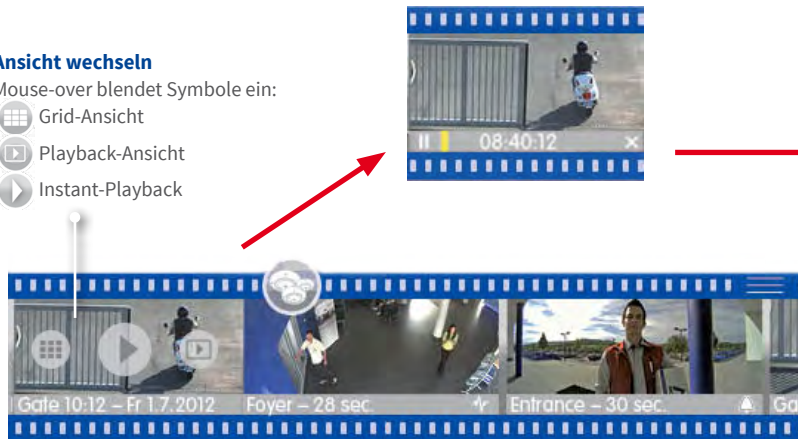 Ansicht wechseln
Mouse-over blendet Symbole ein:
Grid-Ansicht
Playback-Ansicht
Instant-Playback
08:40:12
Gate 10:12 – Fr 1.7.2012
Foyer – 28 sec.
Entrance – 30 sec.
Ga